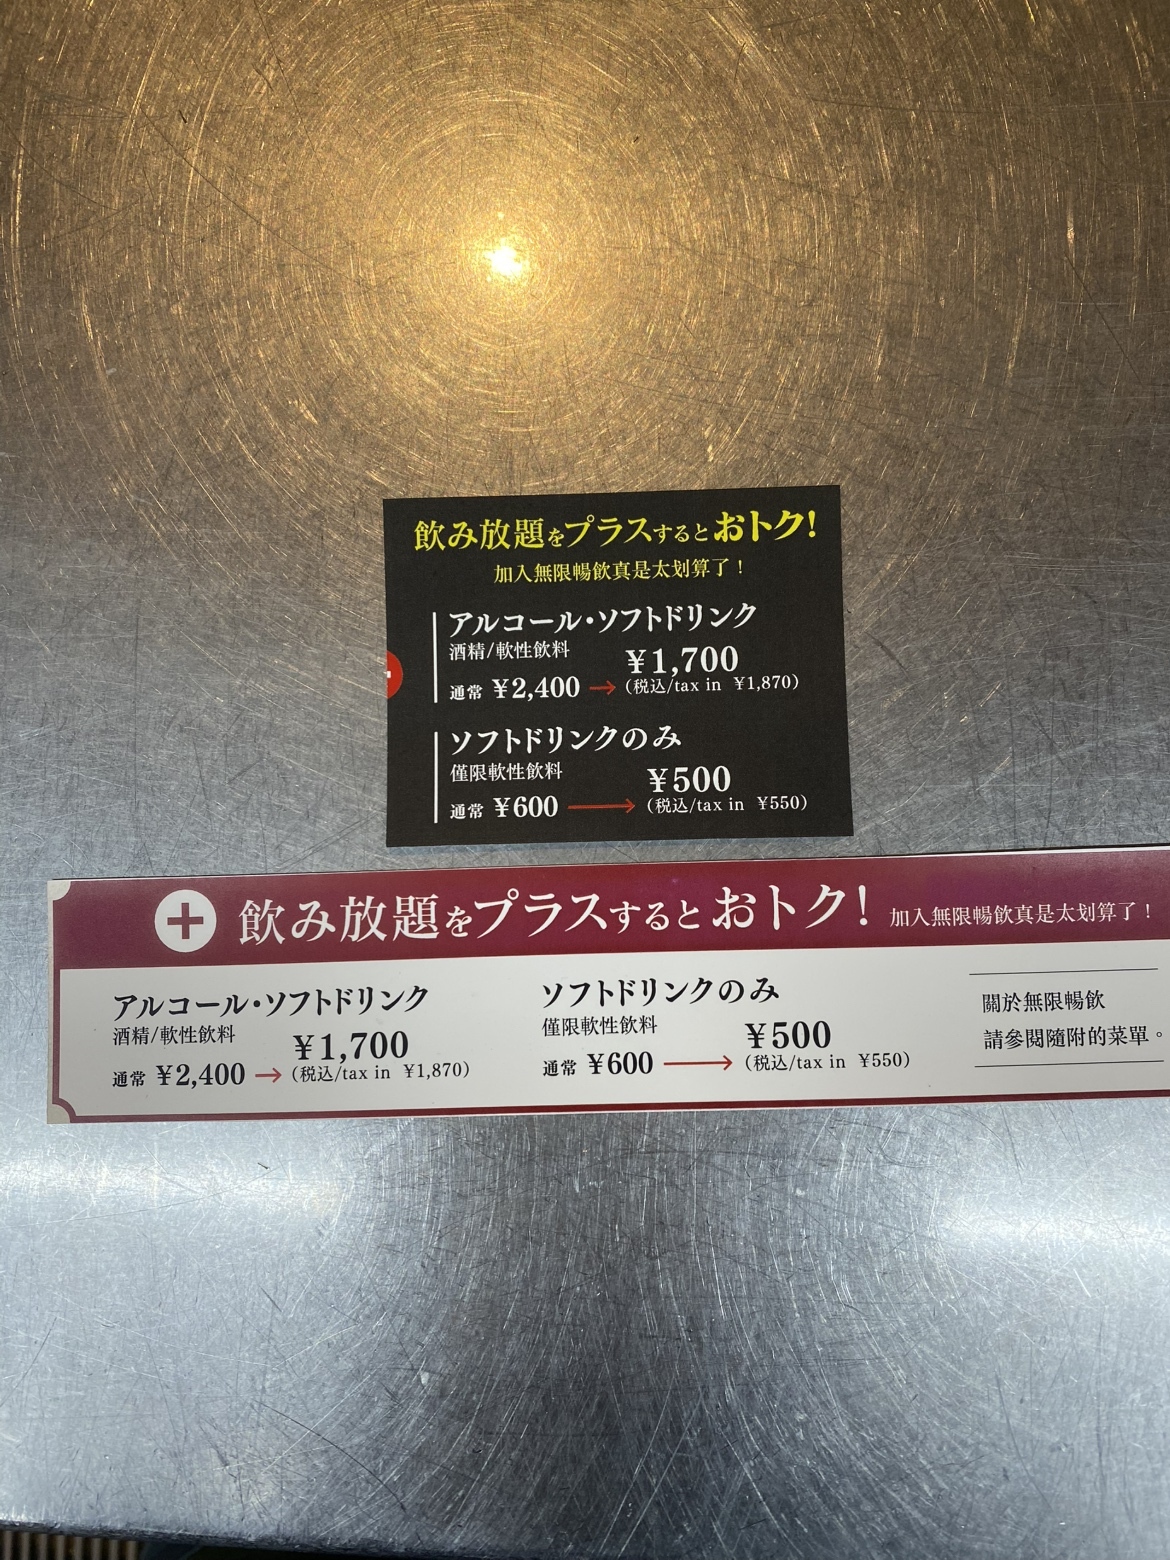 飲み放題をプラスするとおトク!
加入無限暢飲真是太划算了！
アルコール・ソフトドリンク
酒精/軟性飲料
通常 ¥2,400 → ¥1,700
(税込/tax in ¥1,870)
ソフトドリンクのみ
僅限軟性飲料
通常 ¥600 → ¥500
(税込/tax in ¥550)
飲み放題をプラスするとおトク! 加入無限暢飲真是太划算了！
アルコール・ソフトドリンク
酒精/軟性飲料
通常 ¥2,400 → ¥1,700
(税込/tax in ¥1,870)
ソフトドリンクのみ
僅限軟性飲料
通常 ¥600 → ¥500
(税込/tax in ¥550)
關於無限暢飲
請參閱隨附的菜單。